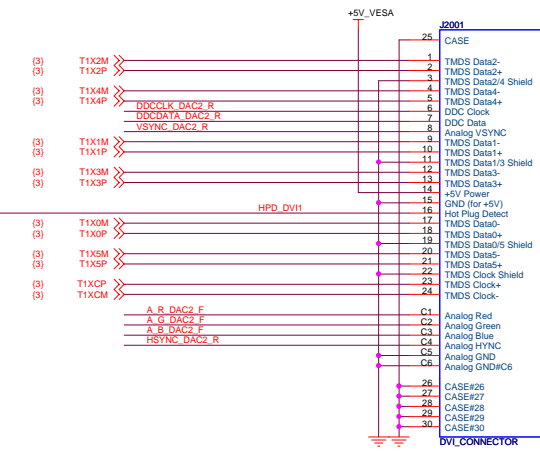 +5V_VESA
J2001
25 CASE
{3} T1X2M 1 TMDS Data2-
{3} T1X2P 2 TMDS Data2+
3 TMDS Data2/4 Shield
{3} T1X4M 4 TMDS Data4-
{3} T1X4P 5 TMDS Data4+
DDCCLK_DAC2_R 6 DDC Clock
DDCDATA_DAC2_R 7 DDC Data
VSYNC_DAC2_R 8 Analog VSYNC
{3} T1X1M 9 TMDS Data1-
{3} T1X1P 10 TMDS Data1+
11 TMDS Data1/3 Shield
{3} T1X3M 12 TMDS Data3-
{3} T1X3P 13 TMDS Data3+
14 +5V Power
15 GND (for +5V)
HPD_DVI1 16 Hot Plug Detect
{3} T1X0M 17 TMDS Data0-
{3} T1X0P 18 TMDS Data0+
19 TMDS Data0/5 Shield
{3} T1X5M 20 TMDS Data5-
{3} T1X5P 21 TMDS Data5+
22 TMDS Clock Shield
{3} T1XCP 23 TMDS Clock+
{3} T1XCM 24 TMDS Clock-
A_R_DAC2_F C1 Analog Red
A_G_DAC2_F C2 Analog Green
A_B_DAC2_F C3 Analog Blue
HSYNC_DAC2_R C4 Analog HYNC
C5 Analog GND
C6 Analog GND#C6
26 CASE#26
27 CASE#27
28 CASE#28
29 CASE#29
30 CASE#30
DVI_CONNECTOR